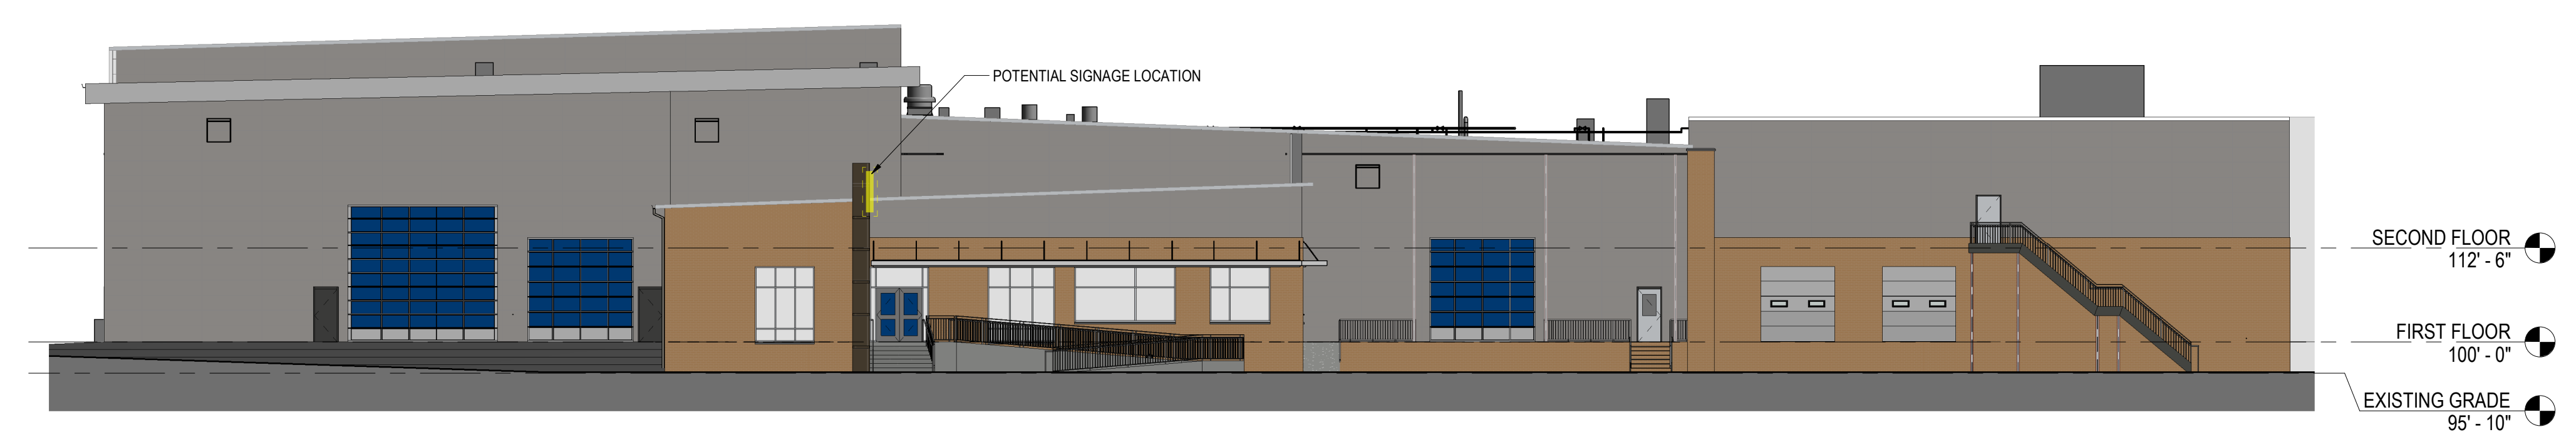 POTENTIAL SIGNAGE LOCATION
SECOND FLOOR
112' - 6"
FIRST FLOOR
100' - 0"
EXISTING GRADE
95' - 10"